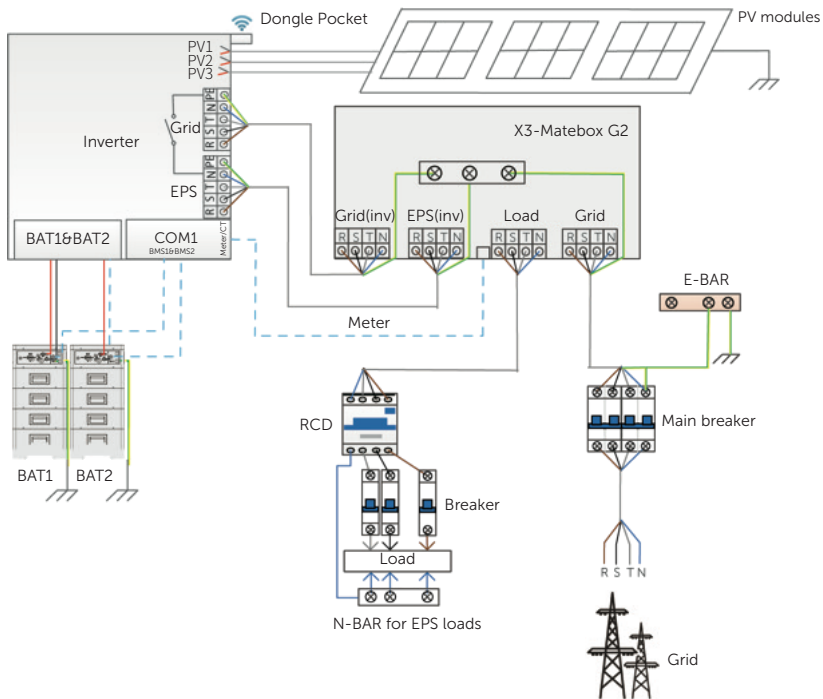 Dongle Pocket
PV modules
PV1
PV2
PV3
Grid
R S T N PE
Inverter
EPS
R S T N PE
BAT1&BAT2
COM1
BMS1&BMS2
Meter/CT
X3-Matebox G2
Grid(inv)
EPS(inv)
Load
Grid
R S T N
R S T N
R S T N
R S T N
Meter
E-BAR
RCD
Main breaker
BAT1
BAT2
Breaker
Load
N-BAR for EPS loads
R S T N
Grid